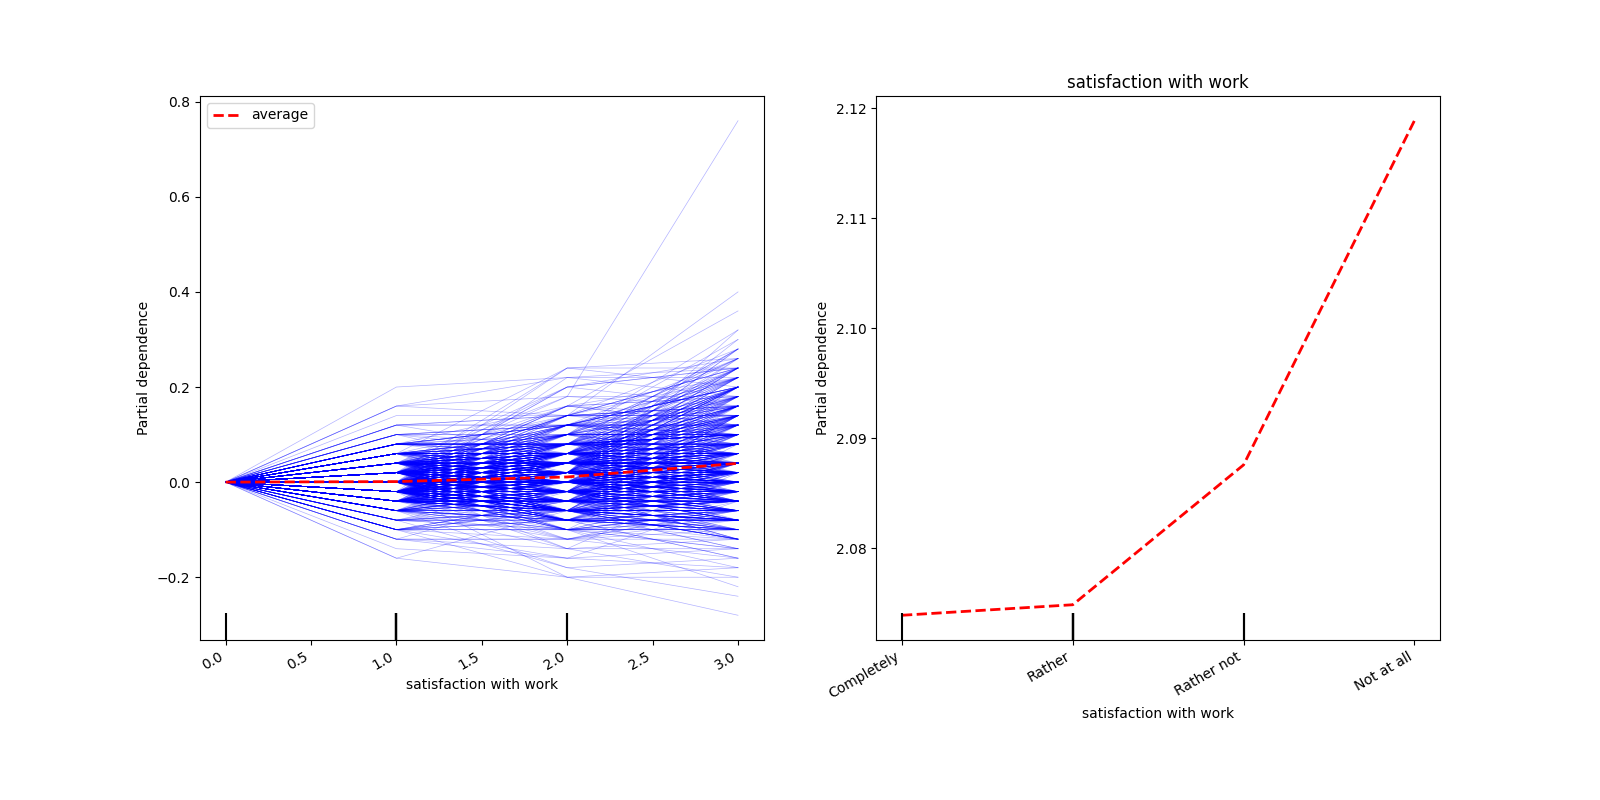 average
0.8
0.6
0.4
0.2
0.0
−0.2
Partial dependence
0.0
0.5
1.0
1.5
2.0
2.5
3.0
satisfaction with work
satisfaction with work
2.12
2.11
2.10
2.09
2.08
Partial dependence
Completely
Rather
Rather not
Not at all
satisfaction with work